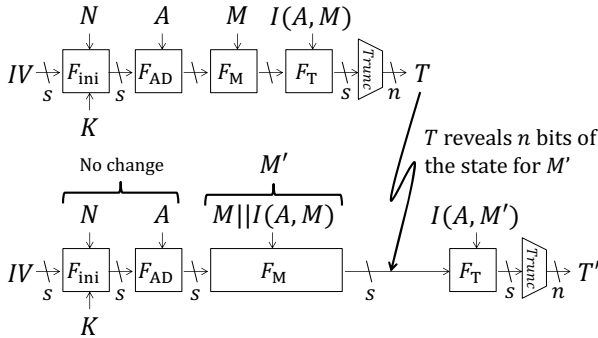 N A M I(A, M)
IV F_ini F_AD F_M F_T Trunc T
s s s n
K
T reveals n bits of
the state for M'
No change M'
N A M||I(A, M) I(A, M')
IV F_ini F_AD F_M F_T Trunc T'
s s s s s n
K